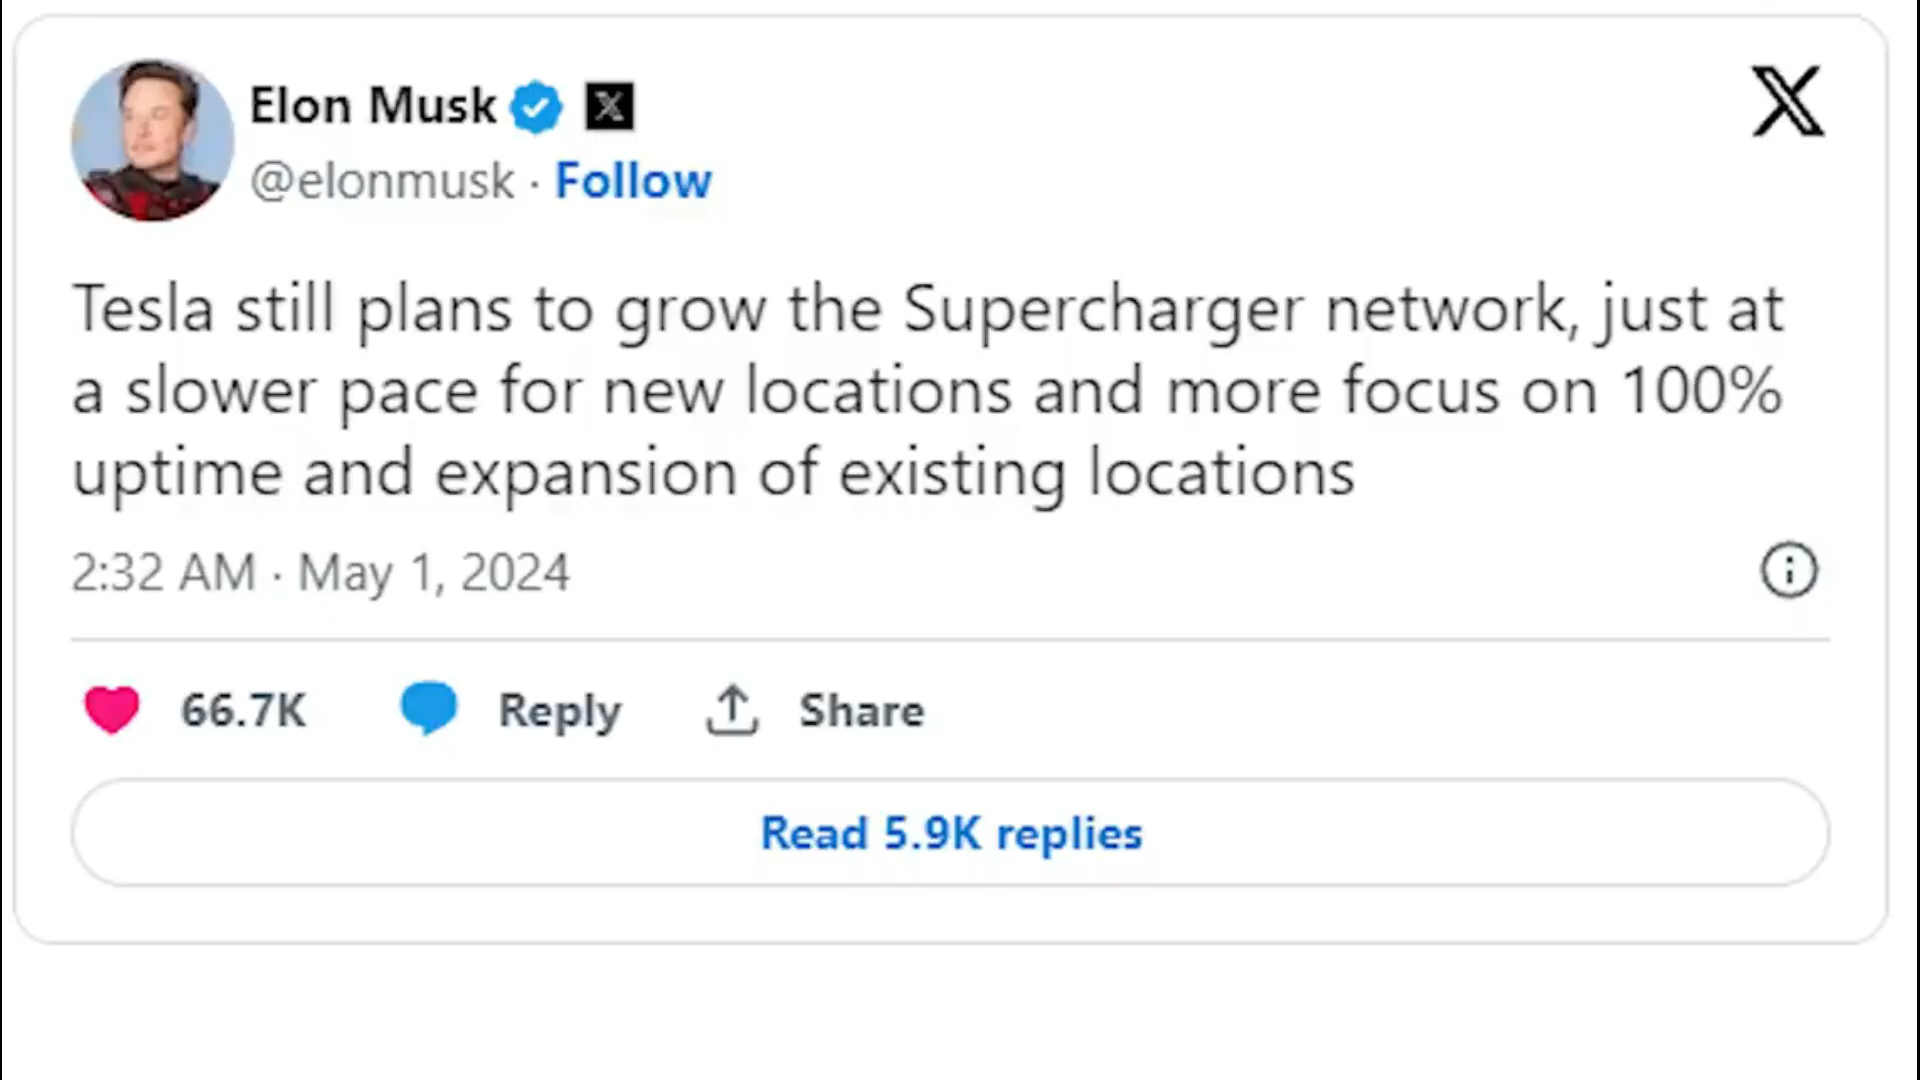 Elon Musk
@elonmusk · Follow
Tesla still plans to grow the Supercharger network, just at
a slower pace for new locations and more focus on 100%
uptime and expansion of existing locations
2:32 AM · May 1, 2024
66.7K Reply Share
Read 5.9K replies